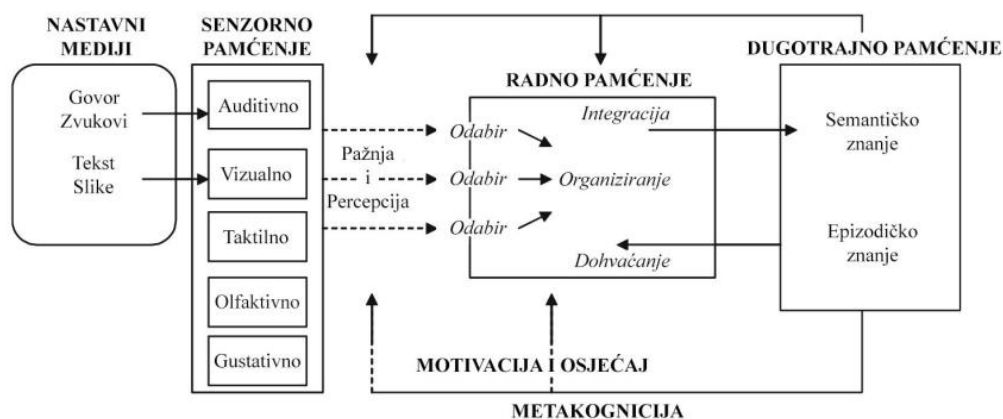 NASTAVNI
MEDIJI
Govor
Zvukovi
Tekst
Slike
SENZORNO
PAMĆENJE
Auditivno
Vizualno
Taktilno
Olfaktivno
Gustativno
Pažnja
i
Percepcija
RADNO PAMĆENJE
Odabir
Odabir
Odabir
Integracija
Organiziranje
Dohvaćanje
DUGOTRAJNO PAMĆENJE
Semantičko
znanje
Epizodičko
znanje
MOTIVACIJA I OSJEĆAJ
METAKOGNICIJA